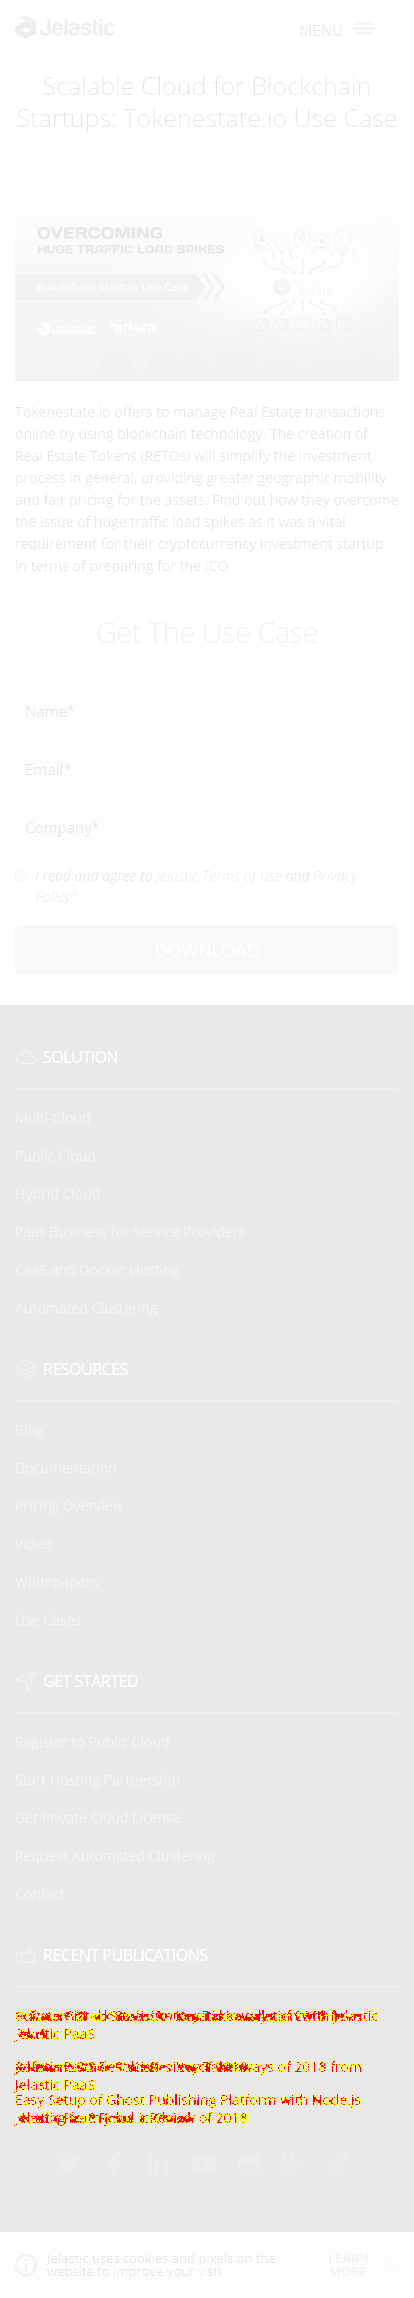 Jelastic
MENU
Scalable Cloud for Blockchain
Startups: Tokenestate.io Use Case
OVERCOMING
HUGE TRAFFIC LOAD SPIKES
Blockchain Startup Use Case
Jelastic hidora
Tokenestate.io offers to manage Real Estate transactions
online by using blockchain technology. The creation of
Real Estate Tokens (RETOs) will simplify the investment
process in general, providing greater geographic mobility
and fair pricing for the assets. Find out how they overcome
the issue of huge traffic load spikes as it was a vital
requirement for their cryptocurrency investment startup
in terms of preparing for the ICO.
Get The Use Case
Name*
Email*
Company*
I read and agree to Jelastic Terms of Use and Privacy
Policy*
DOWNLOAD
SOLUTION
Multi-Cloud
Public Cloud
Hybrid Cloud
Paas Business for Service Providers
CaaS and Docker Hosting
Automated Clustering
RESOURCES
Blog
Documentation
Pricing Overview
Video
Whitepapers
Use Cases
GET STARTED
Register to Public Cloud
Start Hosting Partnership
Get Private Cloud License
Request Automated Clustering
Contact
RECENT PUBLICATIONS
Jelastic
Jelastic PaaS
of 2018 from
Jelastic PaaS
Easy Setup of Ghost Publishing Platform with Node.js
of 2018
Jelastic uses cookies and pixels on the
website to improve your visit
LEARN
MORE